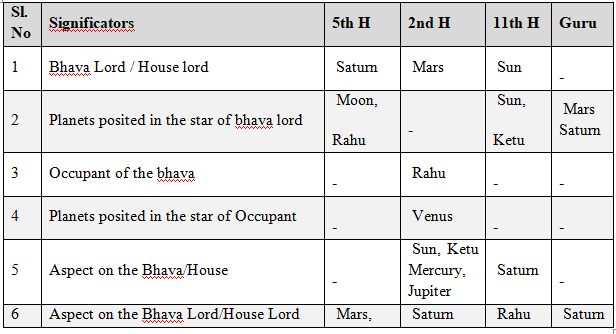 Sl. No Significators 5th H 2nd H 11th H Guru
1 Bhava Lord / House lord Saturn Mars Sun -
2 Planets posited in the star of bhava lord Moon, Rahu - Sun, Ketu Mars Saturn
3 Occupant of the bhava - Rahu - -
4 Planets posited in the star of Occupant - Venus - -
5 Aspect on the Bhava/House - Sun, Ketu Mercury, Jupiter Saturn -
6 Aspect on the Bhava Lord/House Lord Mars, Saturn Rahu Saturn